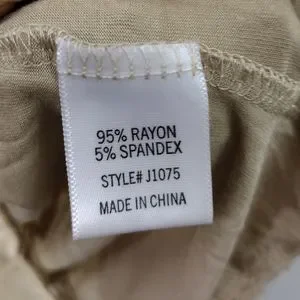 95% RAYON
5% SPANDEX
STYLE# J1075
MADE IN CHINA